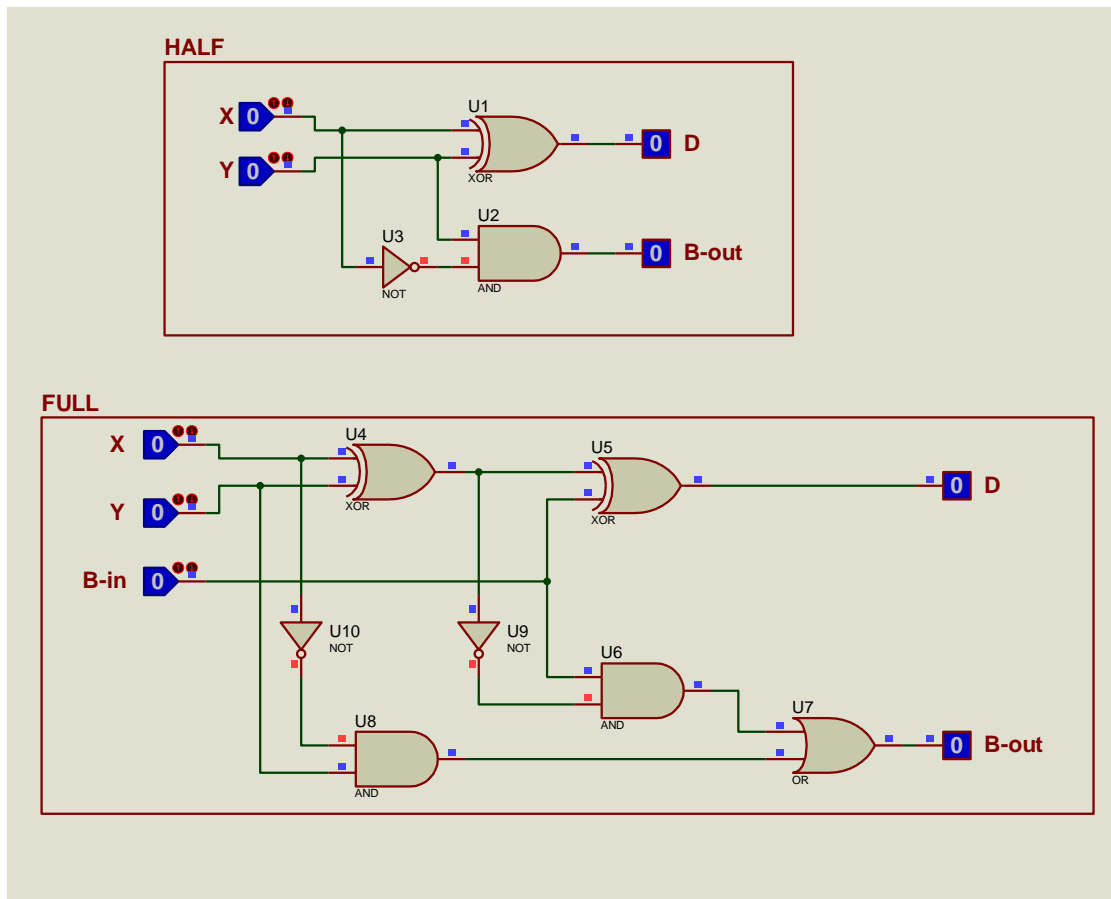 HALF
X 0
U1
XOR
0 D
Y 0
U2
AND
0 B-out
U3
NOT
FULL
X 0
U4
XOR
U5
XOR
0 D
Y 0
B-in 0
U10
NOT
U9
NOT
U6
AND
U8
AND
U7
OR
0 B-out